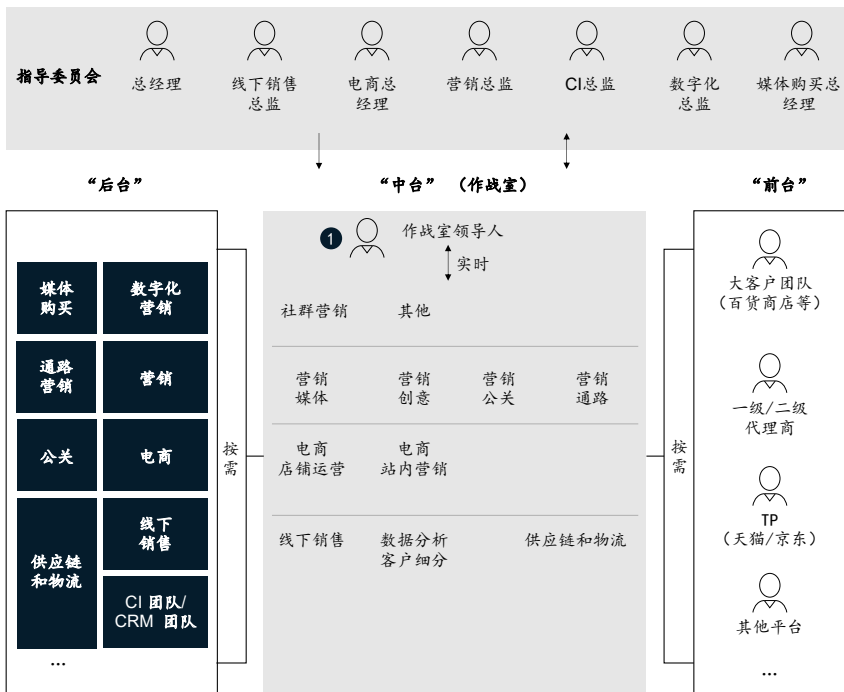 指导委员会
总经理
线下销售
总监
电商总
经理
营销总监
CI总监
数字化
总监
媒体购买总
经理
“后台”
“中台” （作战室）
“前台”
媒体
购买
数字化
营销
通路
营销
营销
公关
电商
供应链
和物流
线下
销售
CI 团队/
CRM 团队
...
按
需
1
作战室领导人
实时
社群营销
其他
营销
媒体
营销
创意
营销
公关
营销
通路
电商
店铺运营
电商
站内营销
线下销售
数据分析
客户细分
供应链和物流
按
需
大客户团队
（百货商店等）
一级/二级
代理商
TP
（天猫/京东）
其他平台
...